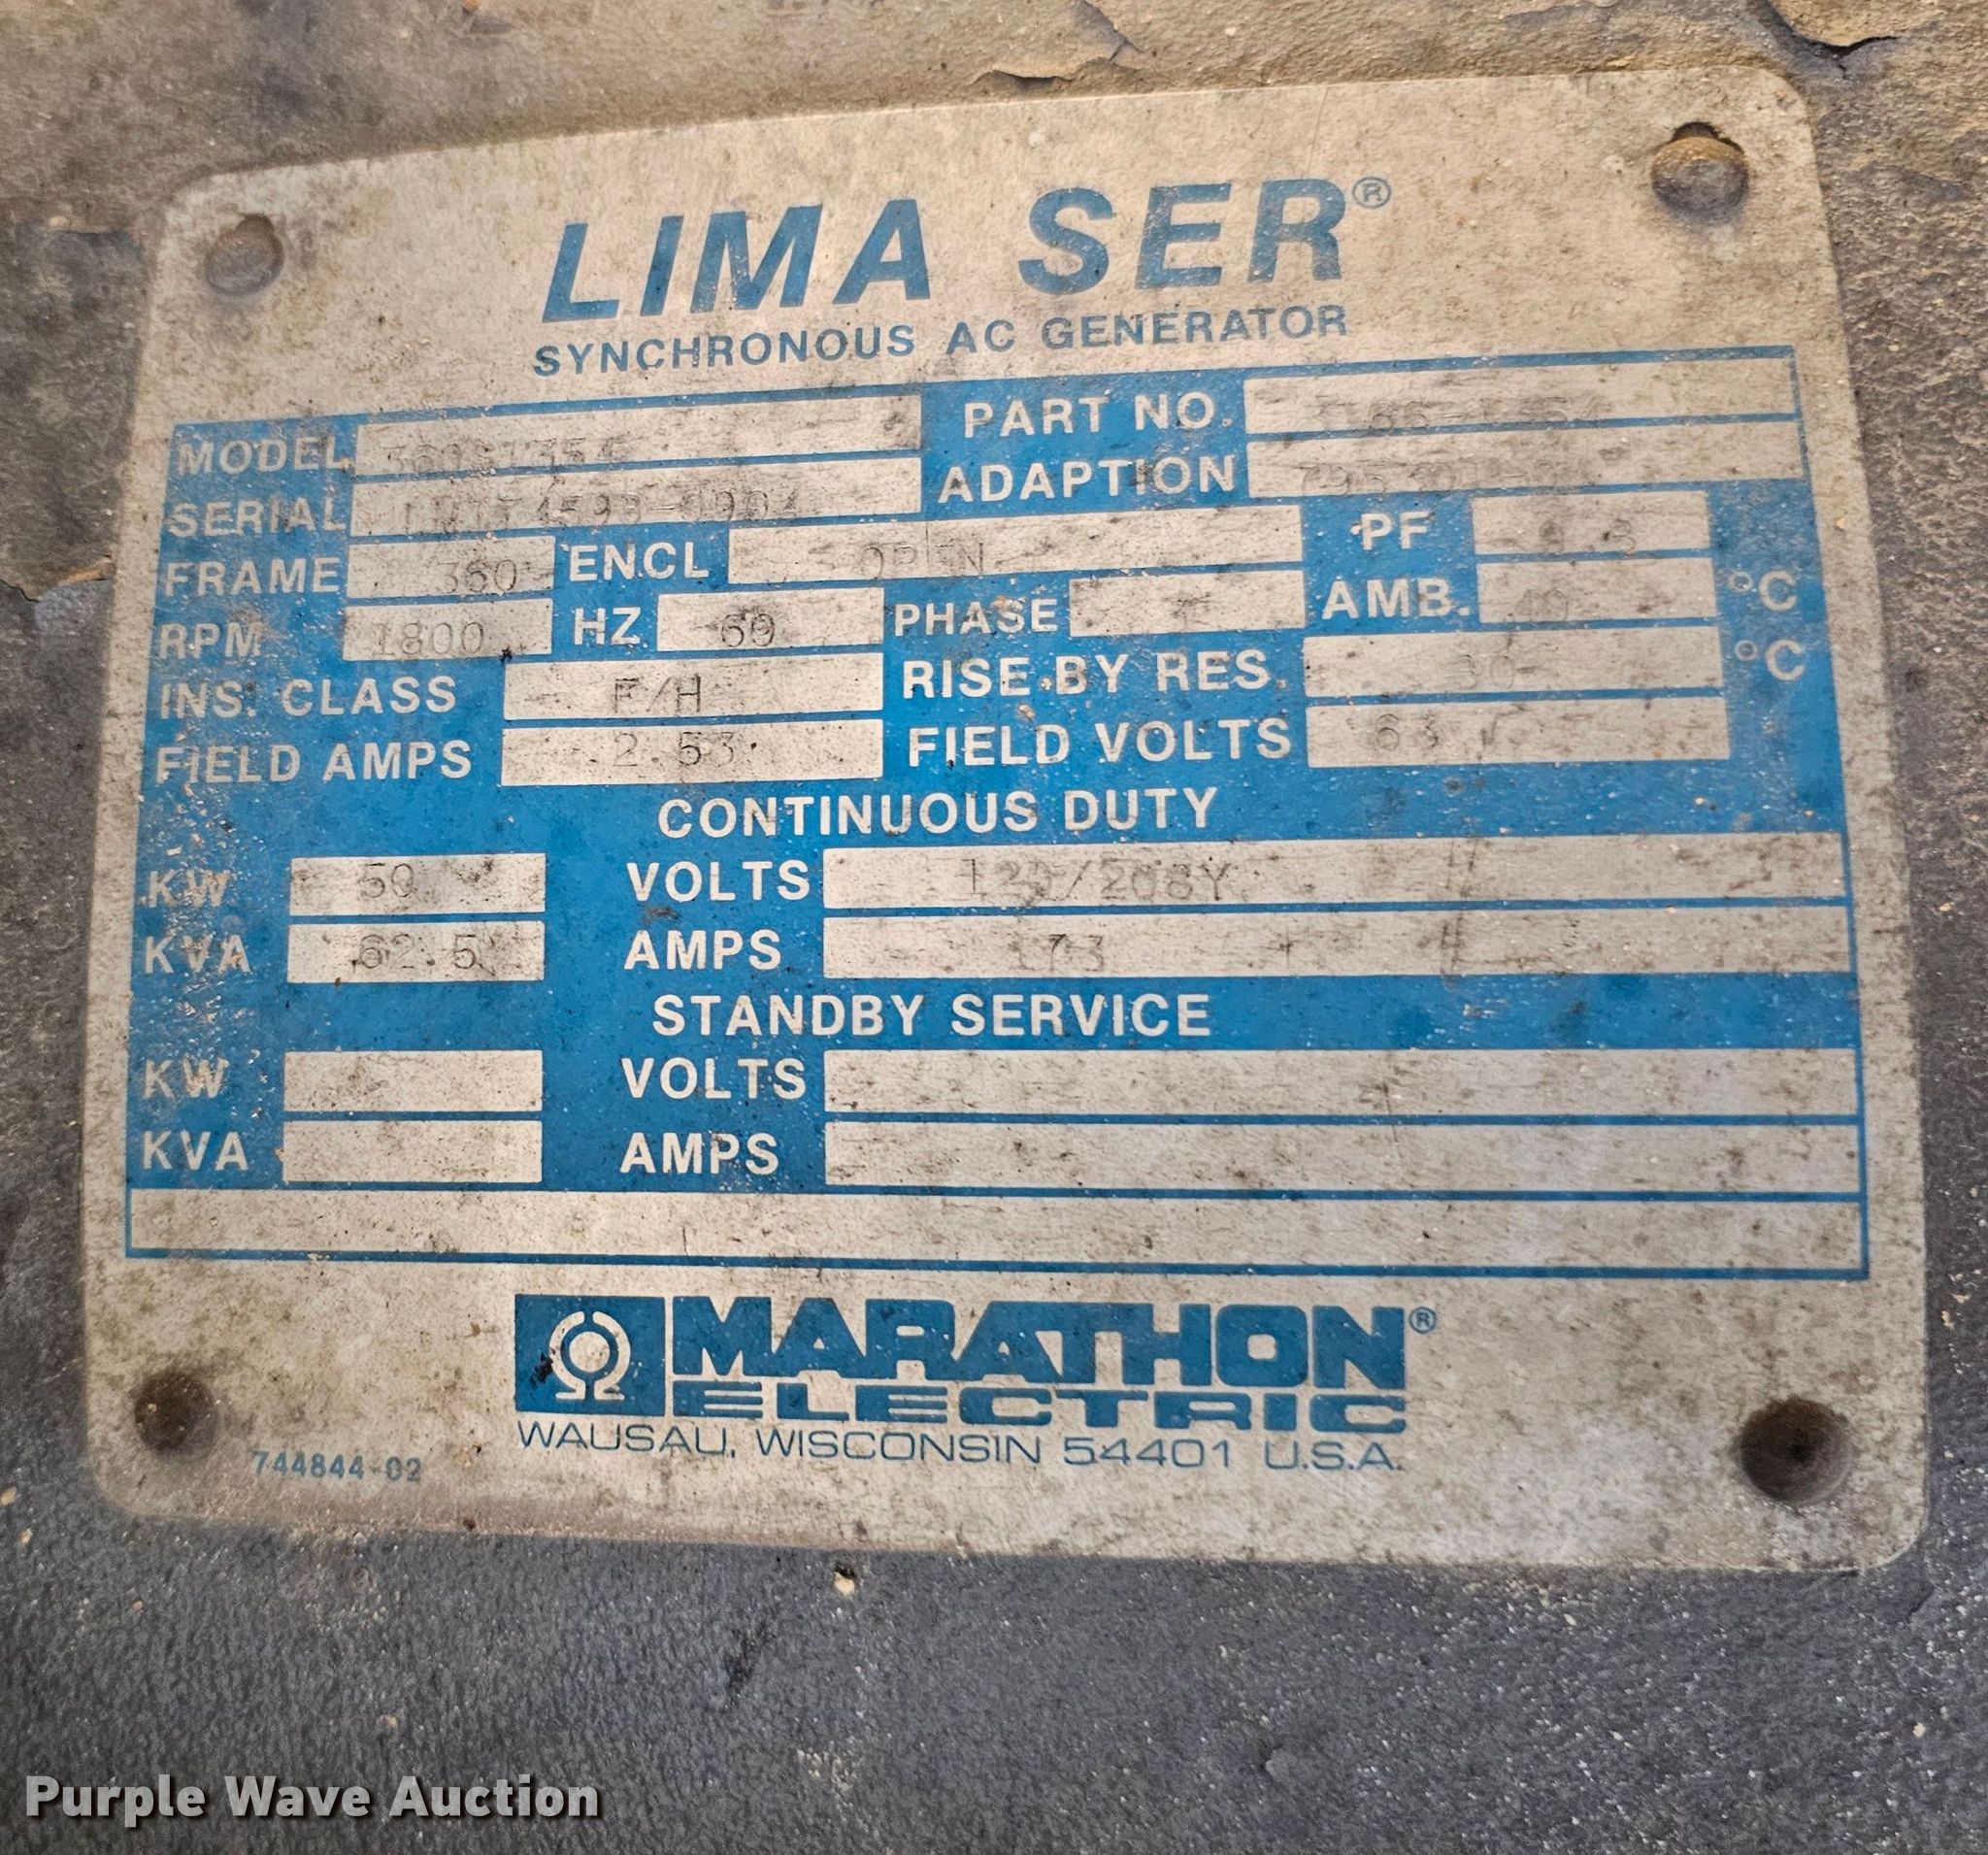 LIMA SER®
SYNCHRONOUS AC GENERATOR
MODEL PART NO.
SERIAL ADAPTION
FRAME 360 ENCL OPEN PF
RPM 1800 HZ 60 PHASE AMB. 40 °C
INS. CLASS F/H RISE BY RES. °C
FIELD AMPS 2.53 FIELD VOLTS 63
CONTINUOUS DUTY
KW 50 VOLTS 120/208Y
KVA 62.5 AMPS 173
STANDBY SERVICE
KW VOLTS
KVA AMPS
MARATHON®
ELECTRIC
WAUSAU, WISCONSIN 54401 U.S.A.
744844-02
Purple Wave Auction